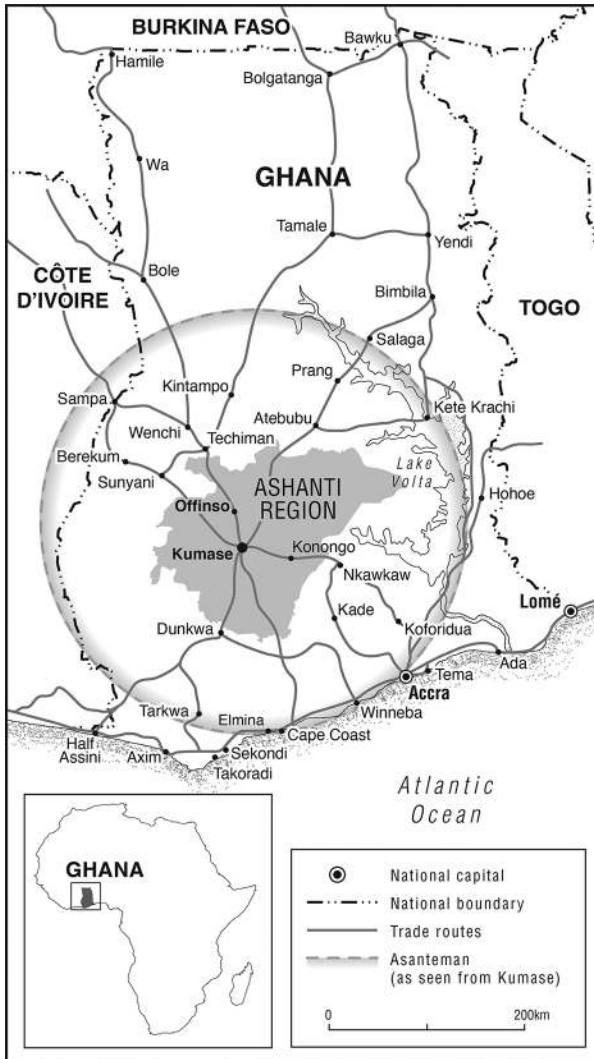 BURKINA FASO
Bawku
Hamile
Bolgatanga
Wa
GHANA
Tamale
Yendi
CÔTE
D'IVOIRE
Bole
Bimbila
TOGO
Salaga
Prang
Kintampo
Sampa
Kete Krachi
Wenchi
Atebubu
Techiman
Berekum
Lake
Volta
Sunyani
ASHANTI
REGION
Hohoe
Offinso
Kumase
Konongo
Nkawkaw
Lomé
Kade
Koforidua
Dunkwa
Ada
Tema
Accra
Tarkwa
Elmina
Winneba
Cape Coast
Half
Assini
Axim
Sekondi
Takoradi
Atlantic
Ocean
GHANA
National capital
National boundary
Trade routes
Asanteman
(as seen from Kumase)
0
200km